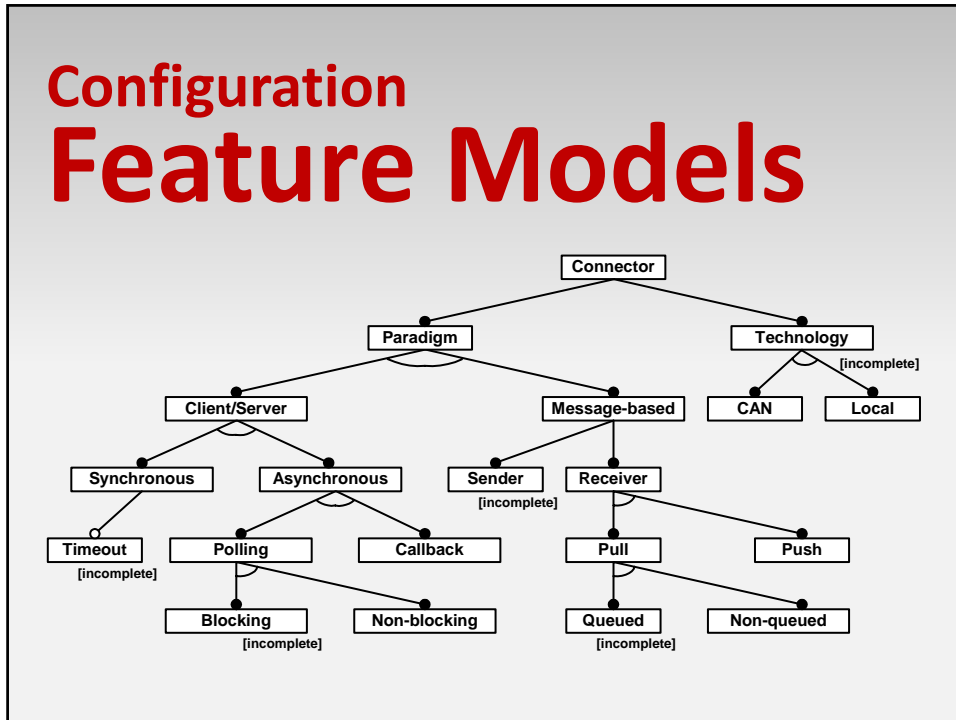 Configuration
Feature Models
Connector
Paradigm
Technology
[incomplete]
Client/Server
Message-based
CAN
Local
Synchronous
Asynchronous
Sender
Receiver
[incomplete]
Timeout
Polling
Callback
Pull
Push
[incomplete]
Blocking
Non-blocking
Queued
Non-queued
[incomplete]
[incomplete]